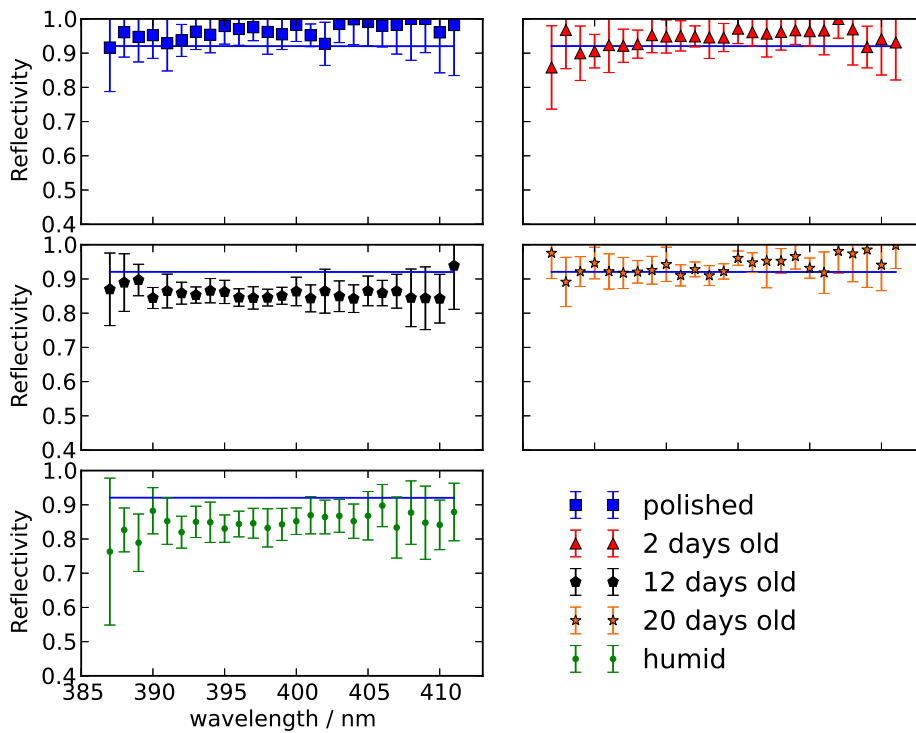 Reflectivity
1.0
0.9
0.8
0.7
0.6
0.5
0.4
Reflectivity
1.0
0.9
0.8
0.7
0.6
0.5
0.4
Reflectivity
1.0
0.9
0.8
0.7
0.6
0.5
0.4
385 390 395 400 405 410
wavelength / nm
polished
2 days old
12 days old
20 days old
humid